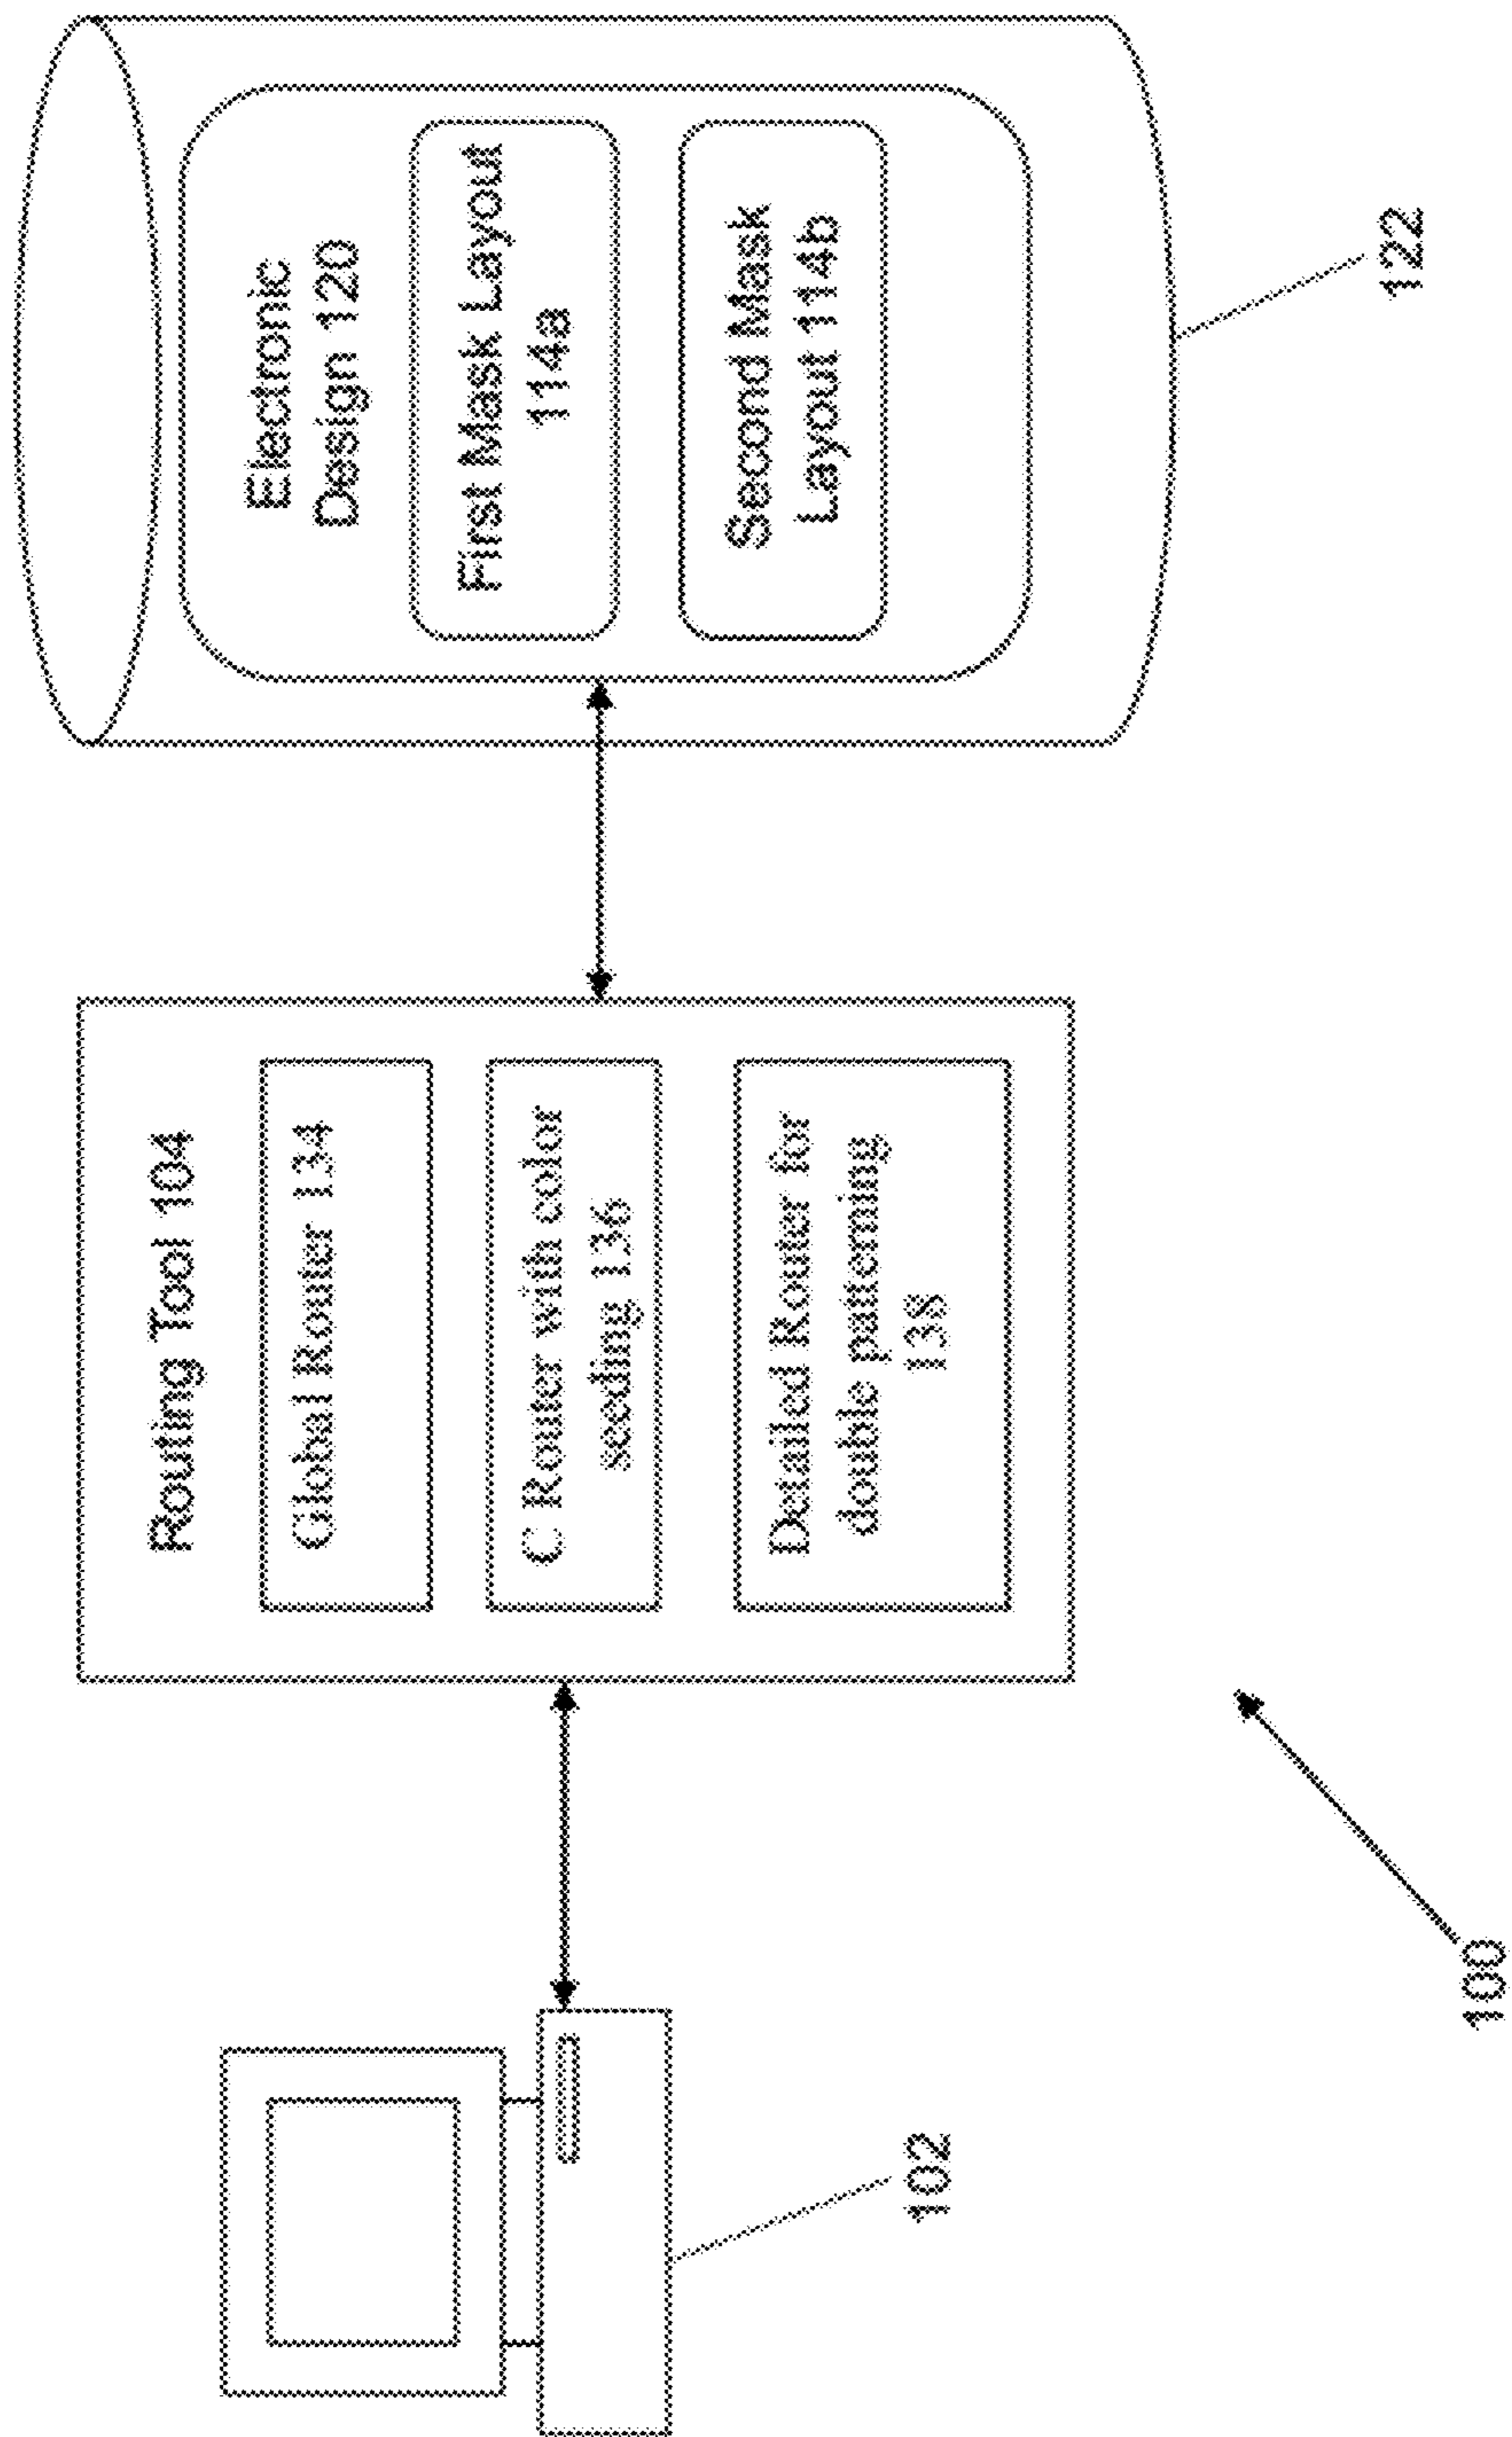 Routing Tool 104
Global Router 134
C Router with color
seeding 136
Detailed Router for
double patterning
138
Electronic
Design 120
First Mask Layout
114a
Second Mask
Layout 114b
102
100
122